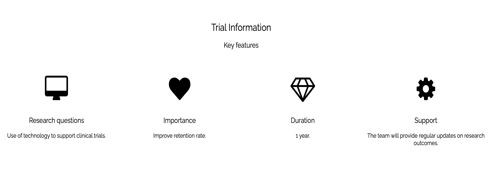 Trial Information
Key features
Research questions
Use of technology to support clinical trials.
Importance
Improve retention rate.
Duration
1 year.
Support
The team will provide regular updates on research
outcomes.